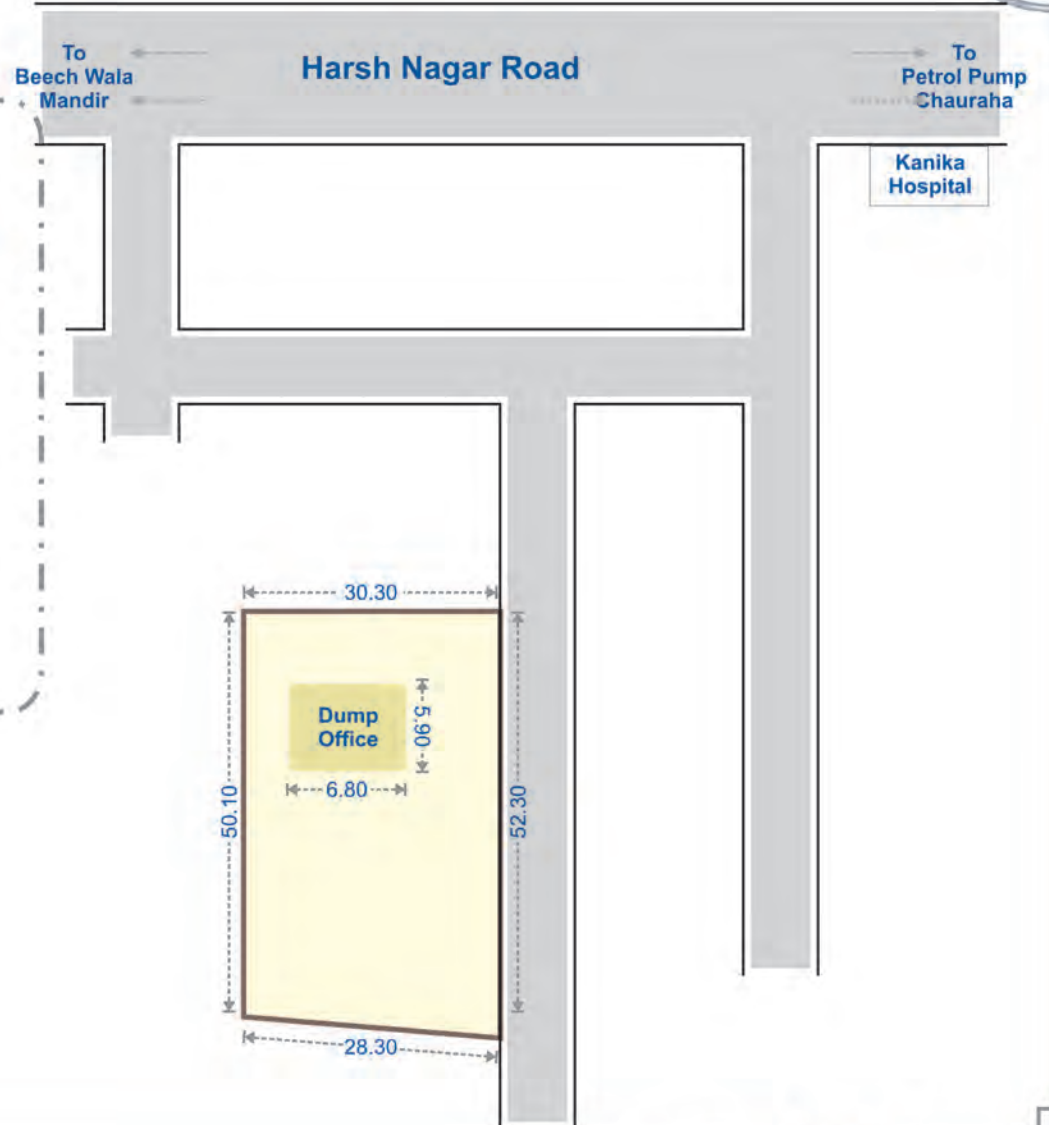 To
Beech Wala
Mandir
Harsh Nagar Road
To
Petrol Pump
Chauraha
Kanika
Hospital
30.30
Dump
Office
5.90
6.80
50.10
52.30
28.30